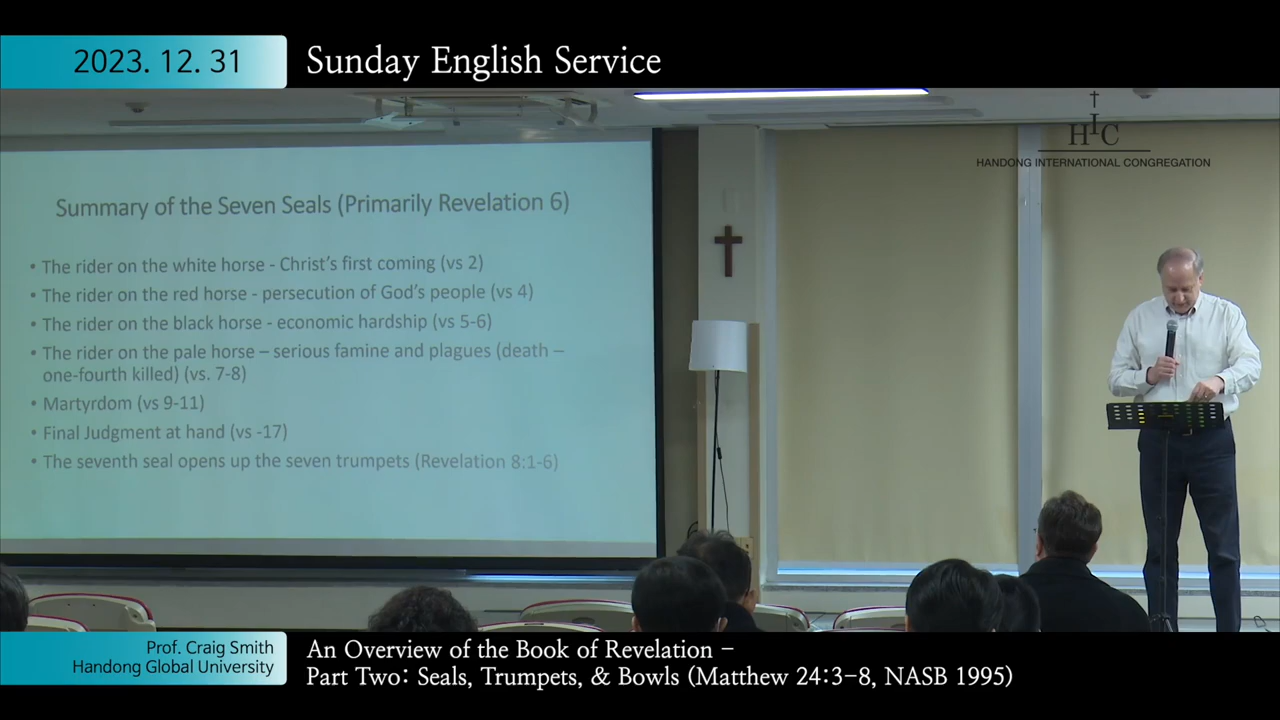 2023. 12. 31
Sunday English Service
HIC
HANDONG INTERNATIONAL CONGREGATION
Summary of the Seven Seals (Primarily Revelation 6)
• The rider on the white horse - Christ's first coming (vs 2)
• The rider on the red horse - persecution of God's people (vs 4)
• The rider on the black horse - economic hardship (vs 5-6)
• The rider on the pale horse – serious famine and plagues (death –
one-fourth killed) (vs. 7-8)
• Martyrdom (vs 9-11)
• Final Judgment at hand (vs -17)
• The seventh seal opens up the seven trumpets (Revelation 8:1-6)
Prof. Craig Smith
Handong Global University
An Overview of the Book of Revelation –
Part Two: Seals, Trumpets, & Bowls (Matthew 24:3-8, NASB 1995)